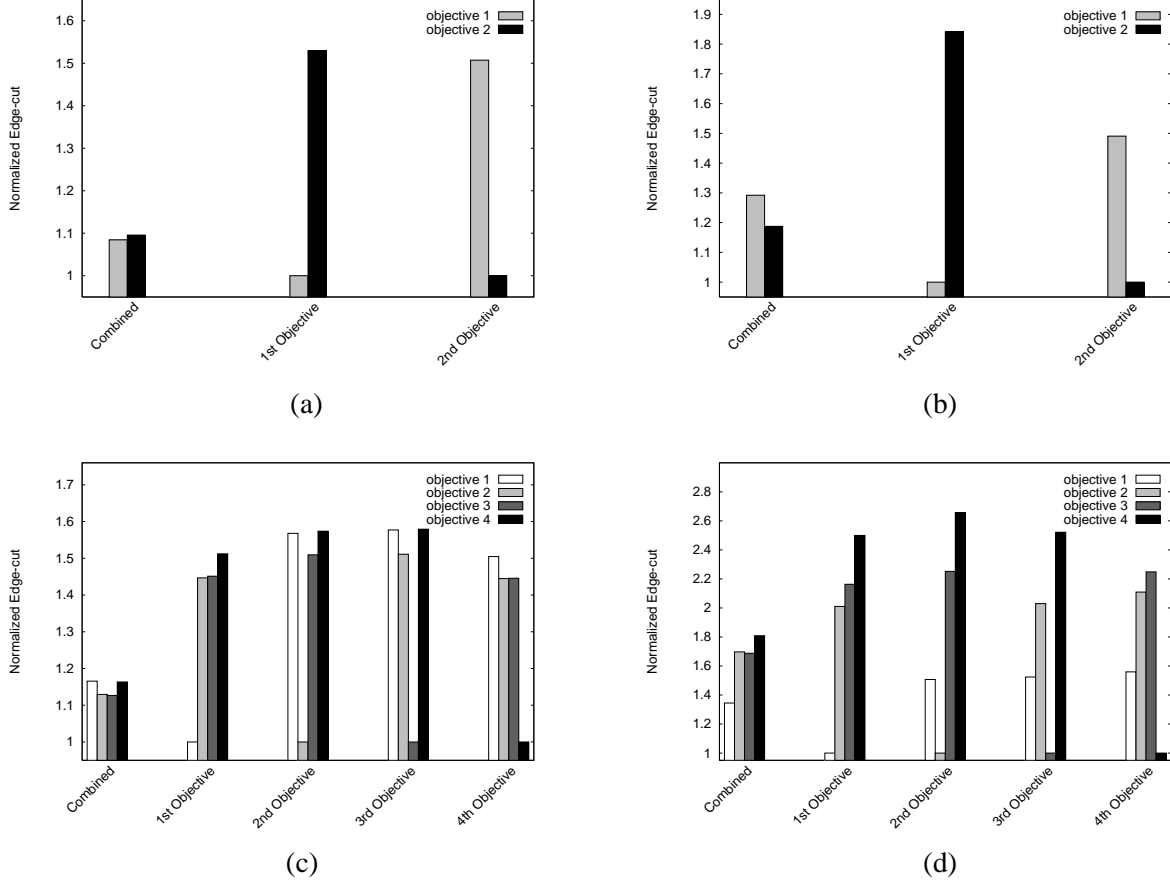 objective 1
objective 2
1.6
1.5
1.4
1.3
1.2
1.1
1
Normalized Edge-cut
Combined
1st Objective
2nd Objective
(a)
objective 1
objective 2
1.9
1.8
1.7
1.6
1.5
1.4
1.3
1.2
1.1
1
Normalized Edge-cut
Combined
1st Objective
2nd Objective
(b)
objective 1
objective 2
objective 3
objective 4
1.7
1.6
1.5
1.4
1.3
1.2
1.1
1
Normalized Edge-cut
Combined
1st Objective
2nd Objective
3rd Objective
4th Objective
(c)
objective 1
objective 2
objective 3
objective 4
2.8
2.6
2.4
2.2
2
1.8
1.6
1.4
1.2
1
Normalized Edge-cut
Combined
1st Objective
2nd Objective
3rd Objective
4th Objective
(d)